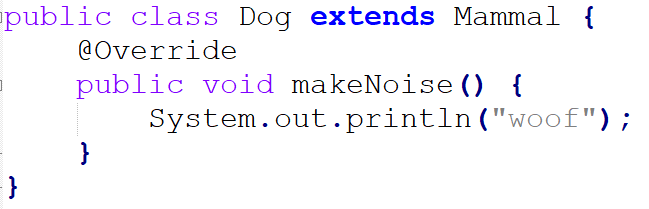 public class Dog extends Mammal {
    @Override
    public void makeNoise() {
        System.out.println("woof");
    }
}